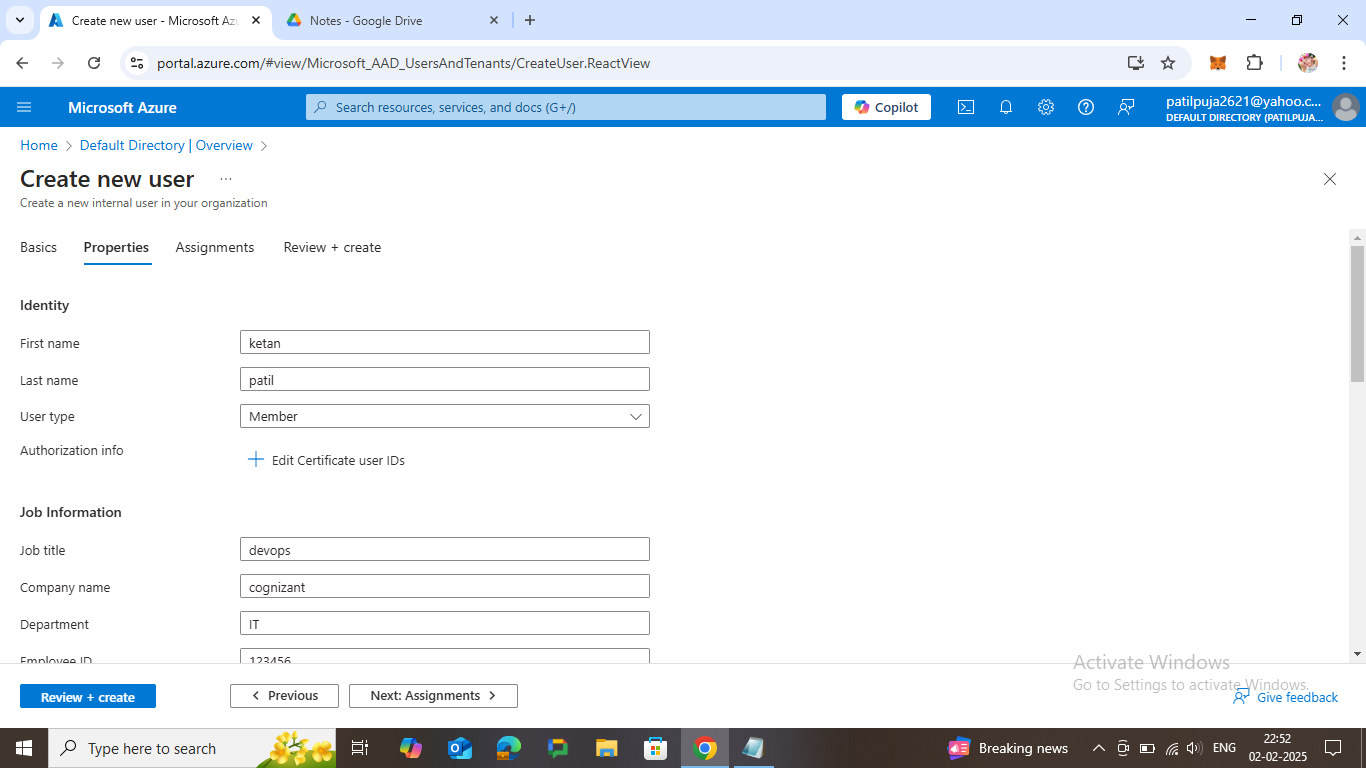 Create new user - Microsoft Az
Notes - Google Drive
portal.azure.com/#view/Microsoft_AAD_UsersAndTenants/CreateUser.ReactView
Microsoft Azure
Search resources, services, and docs (G+/)
Copilot
patilpuja2621@yahoo.c...
DEFAULT DIRECTORY (PATILPUJA...
Home > Default Directory | Overview >
Create new user ...
Create a new internal user in your organization
Basics Properties Assignments Review + create
Identity
First name ketan
Last name patil
User type Member
Authorization info
Edit Certificate user IDs
Job Information
Job title devops
Company name cognizant
Department IT
Employee ID 123456
Activate Windows
Go to Settings to activate Windows.
Review + create < Previous Next: Assignments > Give feedback
Type here to search
Breaking news
ENG
22:52
02-02-2025